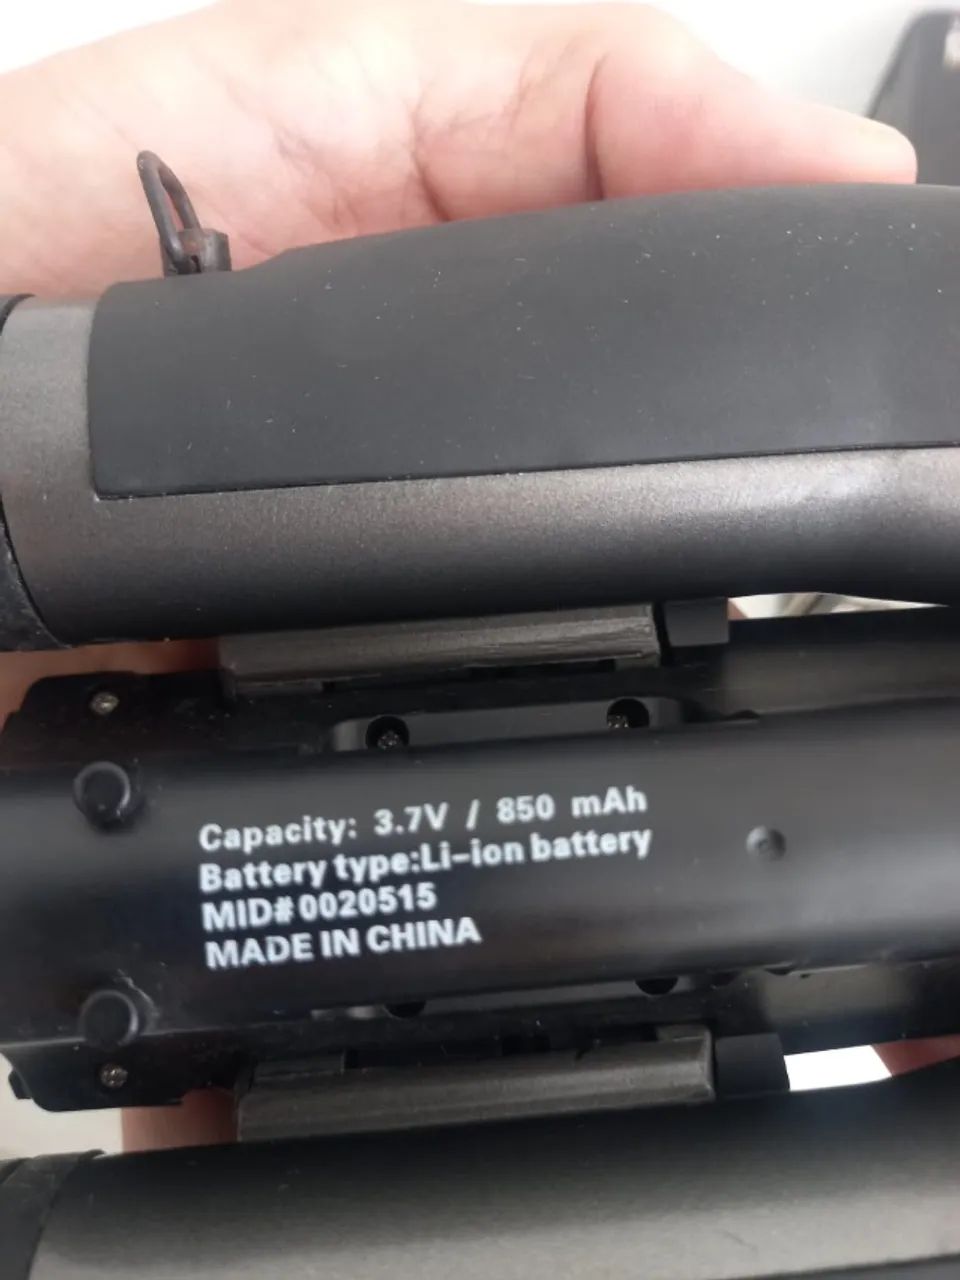 Capacity: 3.7V / 850 mAh
Battery type:Li-ion battery
MID# 0020515
MADE IN CHINA